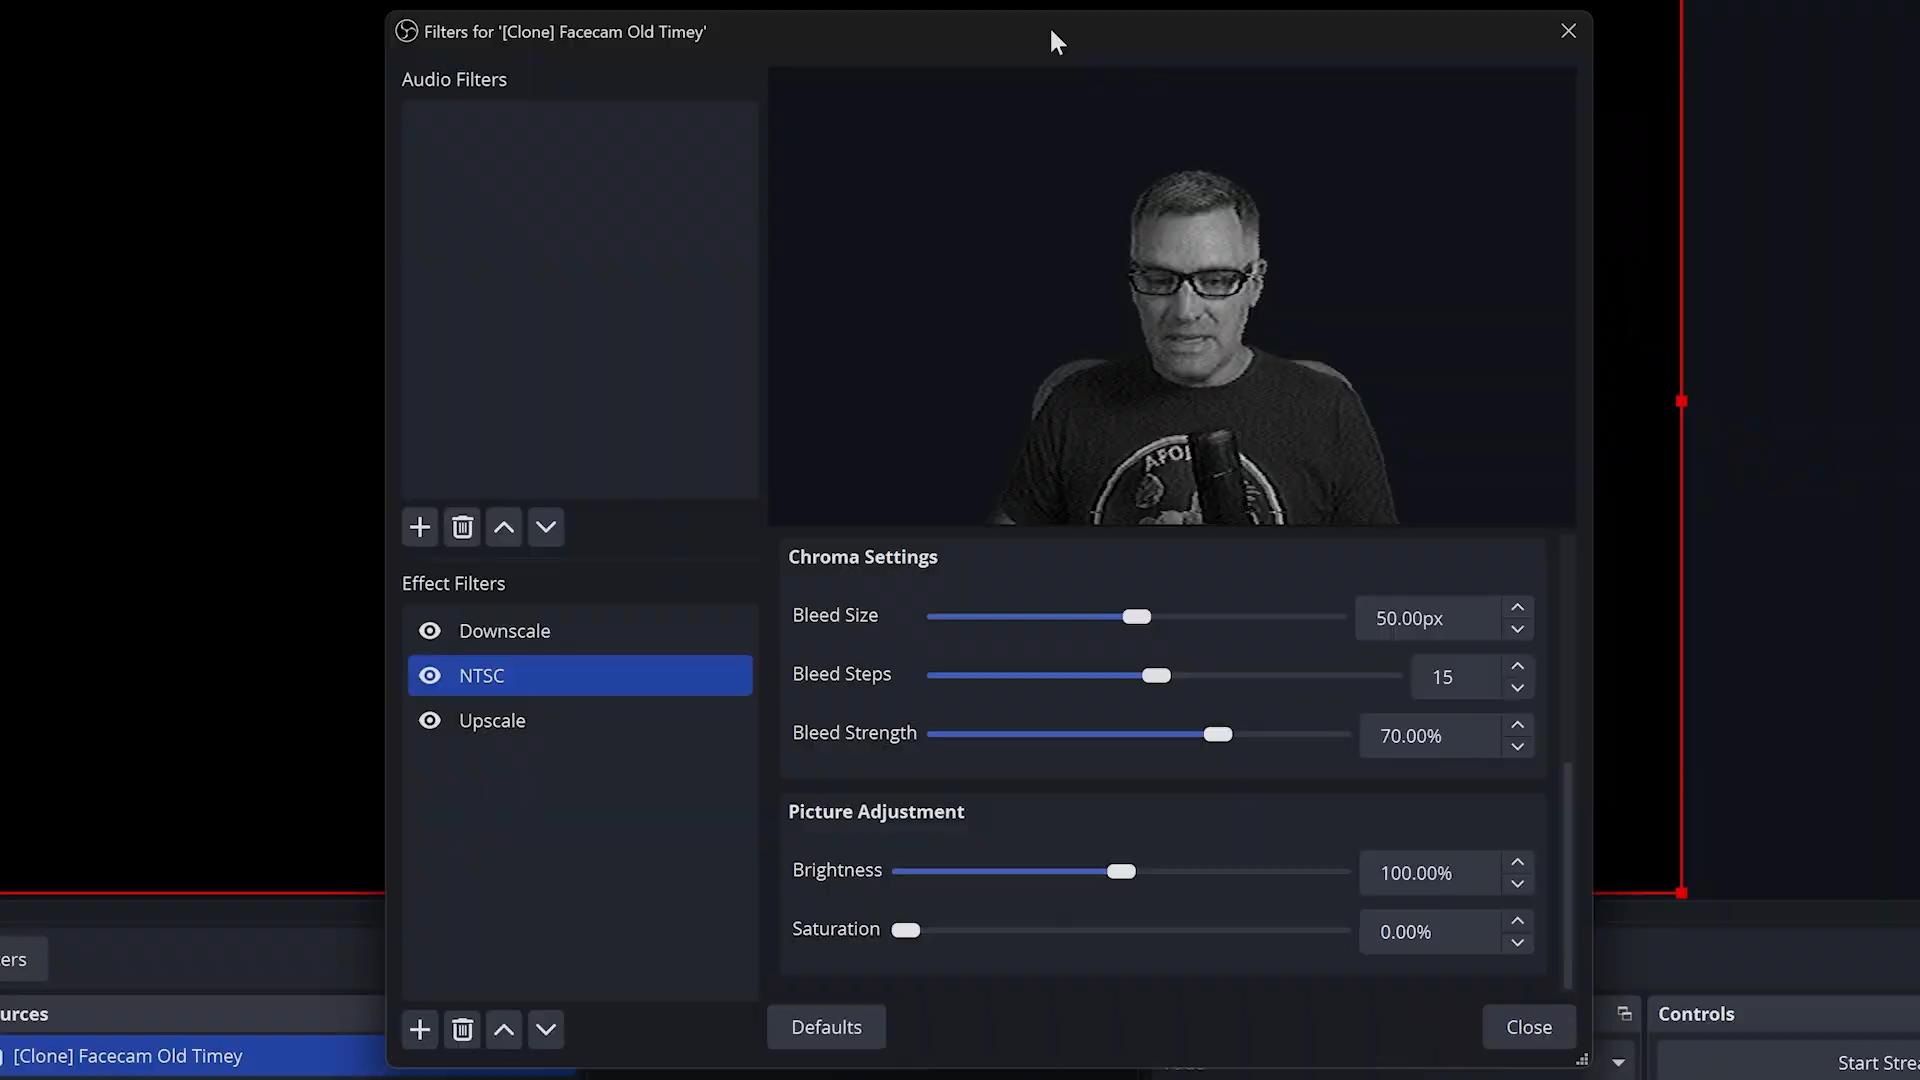 Filters for '[Clone] Facecam Old Timey'
Audio Filters
Effect Filters
Downscale
NTSC
Upscale
Chroma Settings
Bleed Size 50.00px
Bleed Steps 15
Bleed Strength 70.00%
Picture Adjustment
Brightness 100.00%
Saturation 0.00%
Defaults
Close
ers
urces
[Clone] Facecam Old Timey
Controls
Start Strea